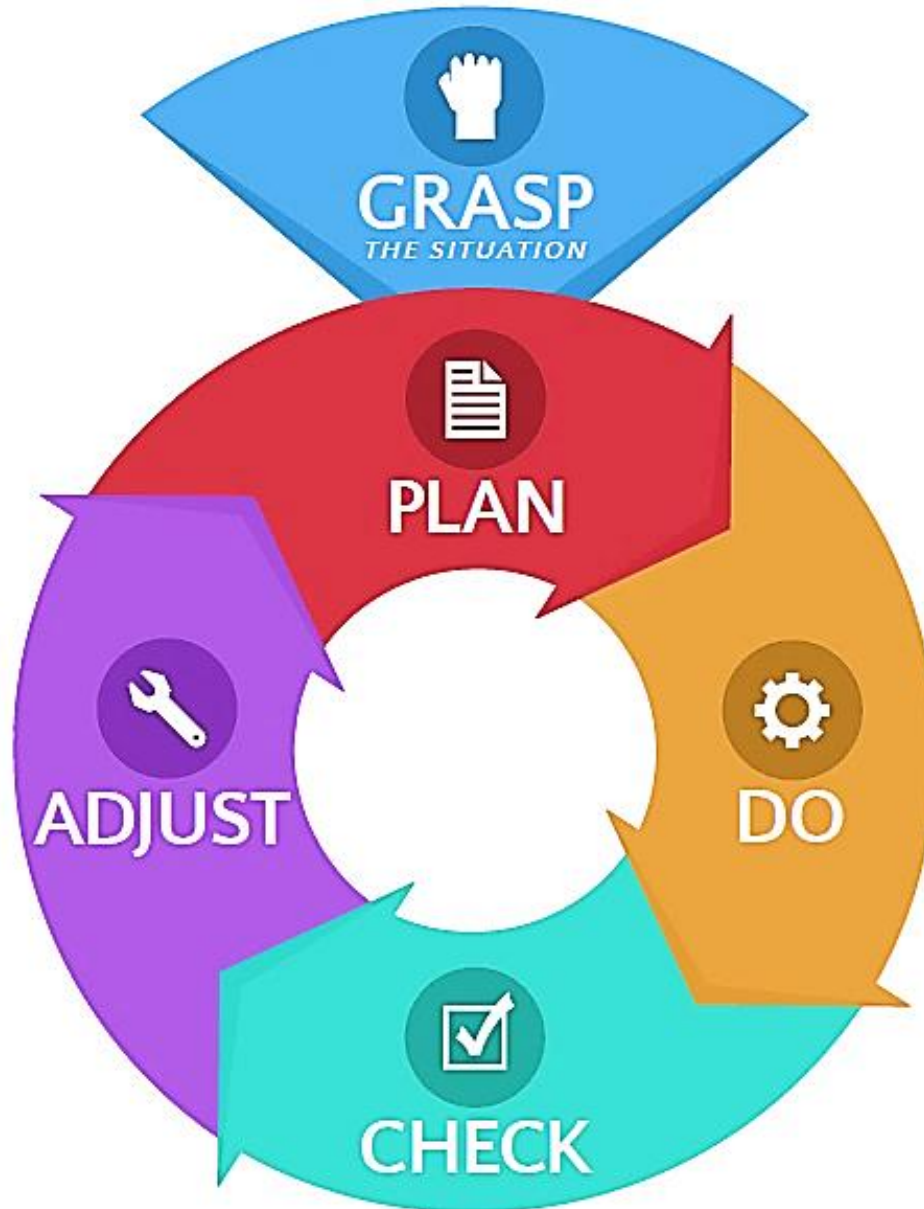 GRASP
THE SITUATION
PLAN
DO
CHECK
ADJUST